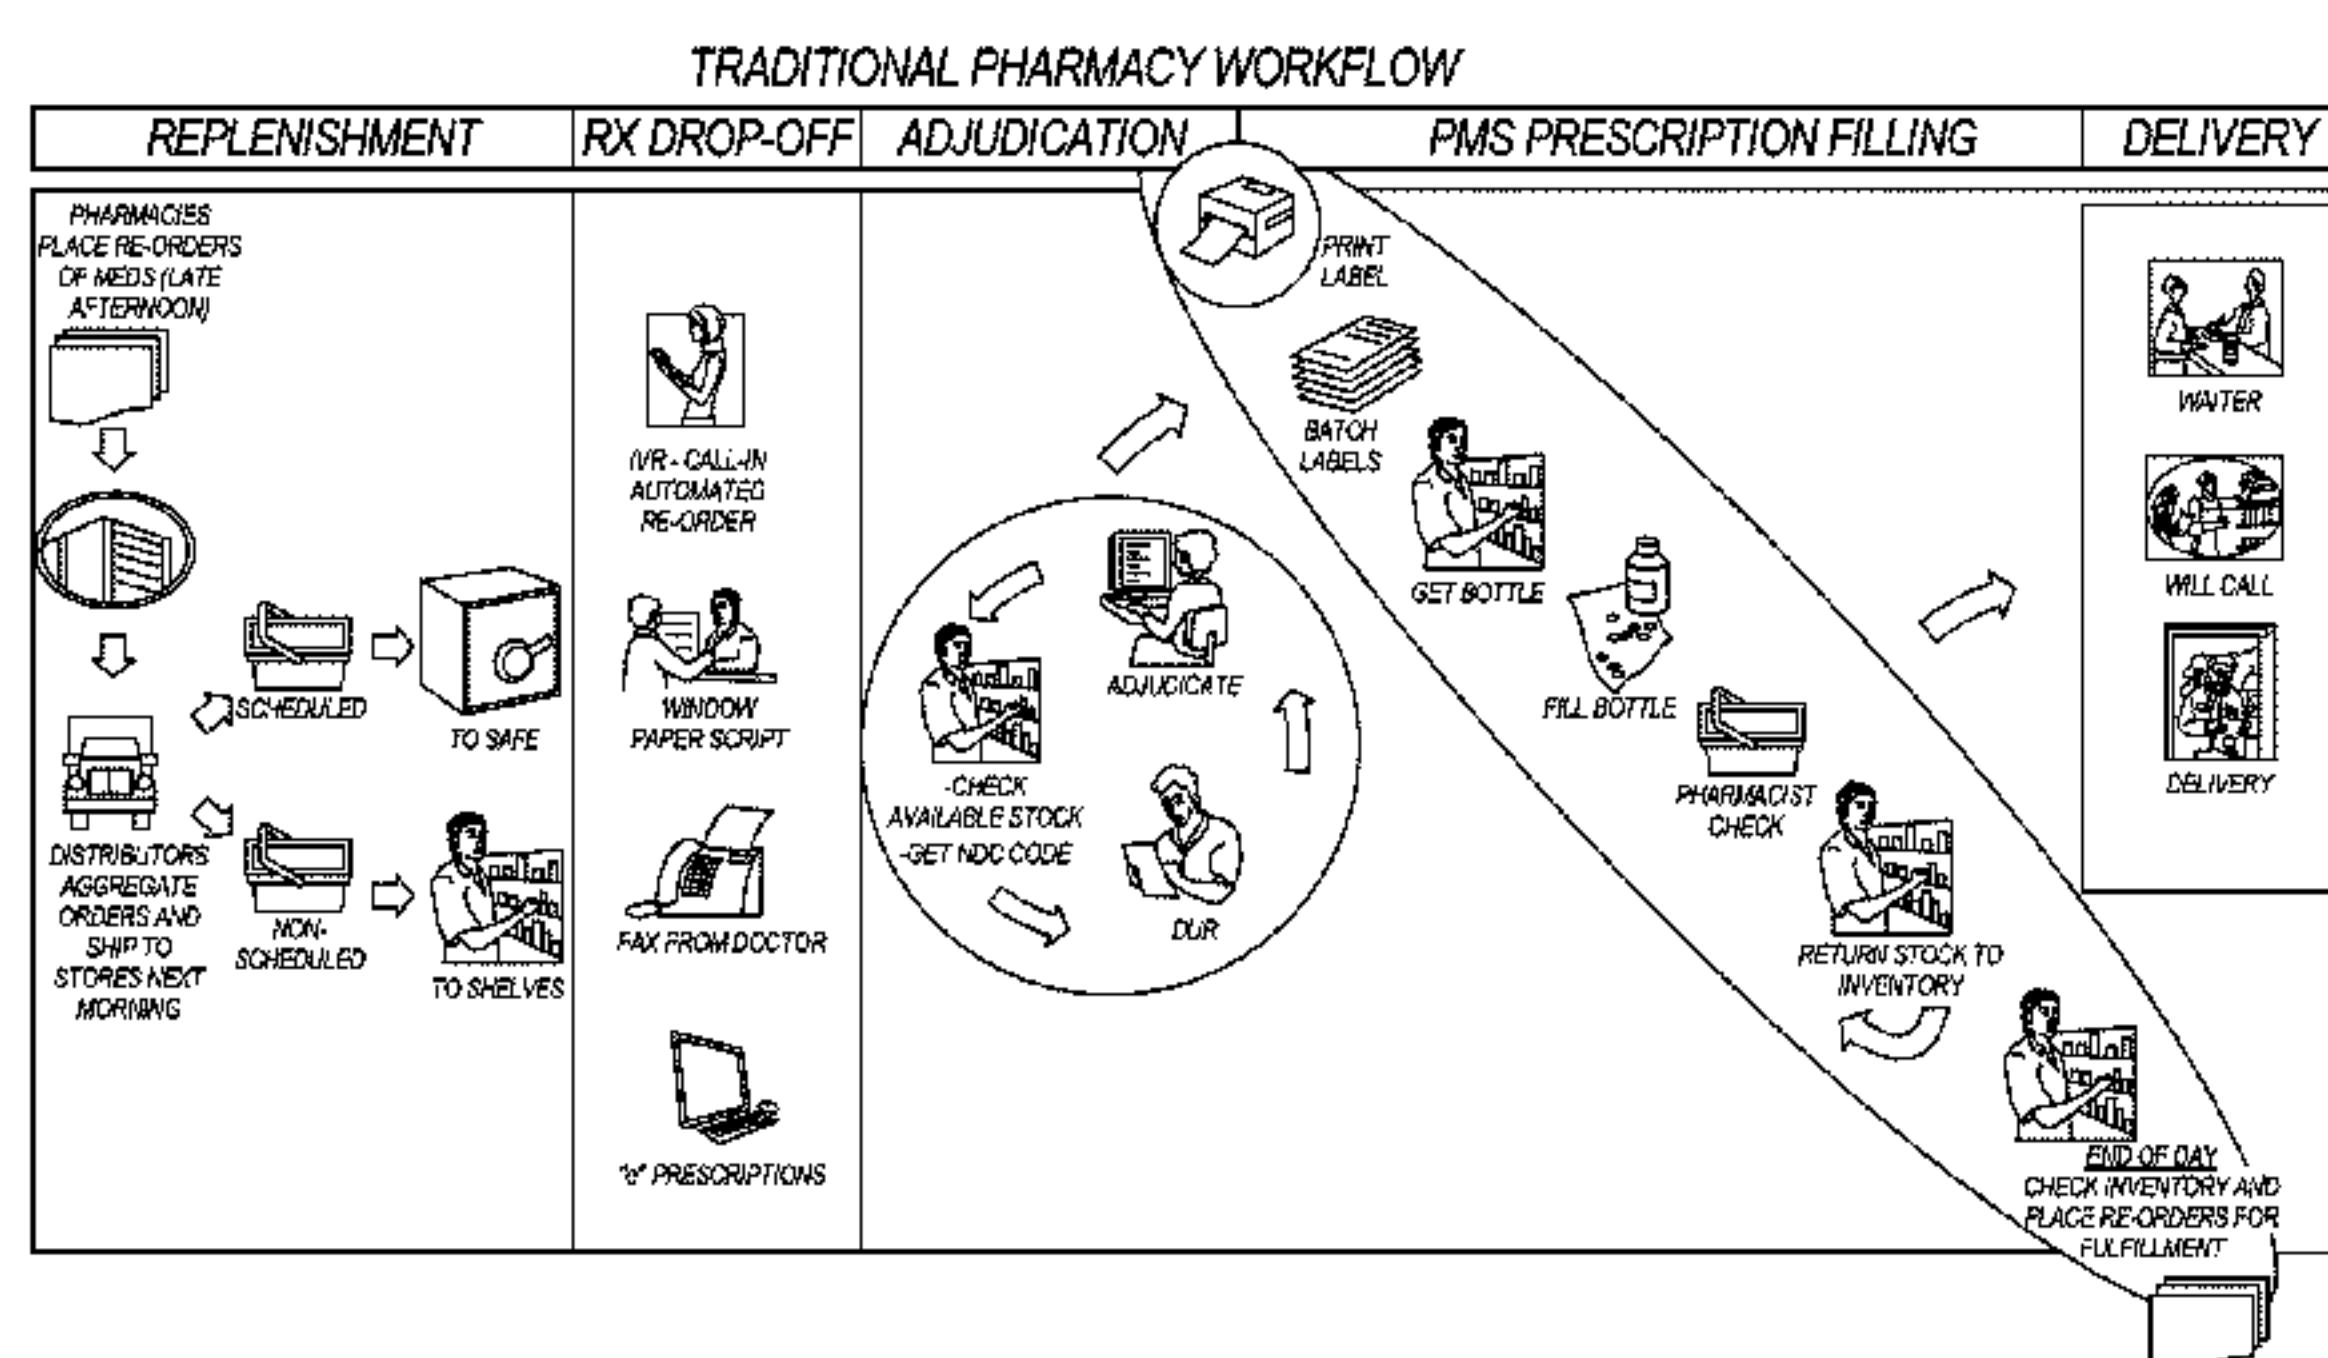 TRADITIONAL PHARMACY WORKFLOW
REPLENISHMENT
RX DROP-OFF
ADJUDICATION
PMS PRESCRIPTION FILLING
DELIVERY
PHARMACIES
PLACE RE-ORDERS
OF MEDS (LATE
AFTERNOON)
SCHEDULED
TO SAFE
DISTRIBUTORS
AGGREGATE
ORDERS AND
SHIP TO
STORES NEXT
MORNING
NON-
SCHEDULED
TO SHELVES
IVR - CALL-IN
AUTOMATED
RE-ORDER
WINDOW
PAPER SCRIPT
FAX FROM DOCTOR
"e" PRESCRIPTIONS
ADJUDICATE
-CHECK
AVAILABLE STOCK
-GET NDC CODE
DUR
PRINT
LABEL
BATCH
LABELS
GET BOTTLE
FILL BOTTLE
PHARMACIST
CHECK
RETURN STOCK TO
INVENTORY
END OF DAY
CHECK INVENTORY AND
PLACE RE-ORDERS FOR
FULFILLMENT
WAITER
WILL CALL
DELIVERY